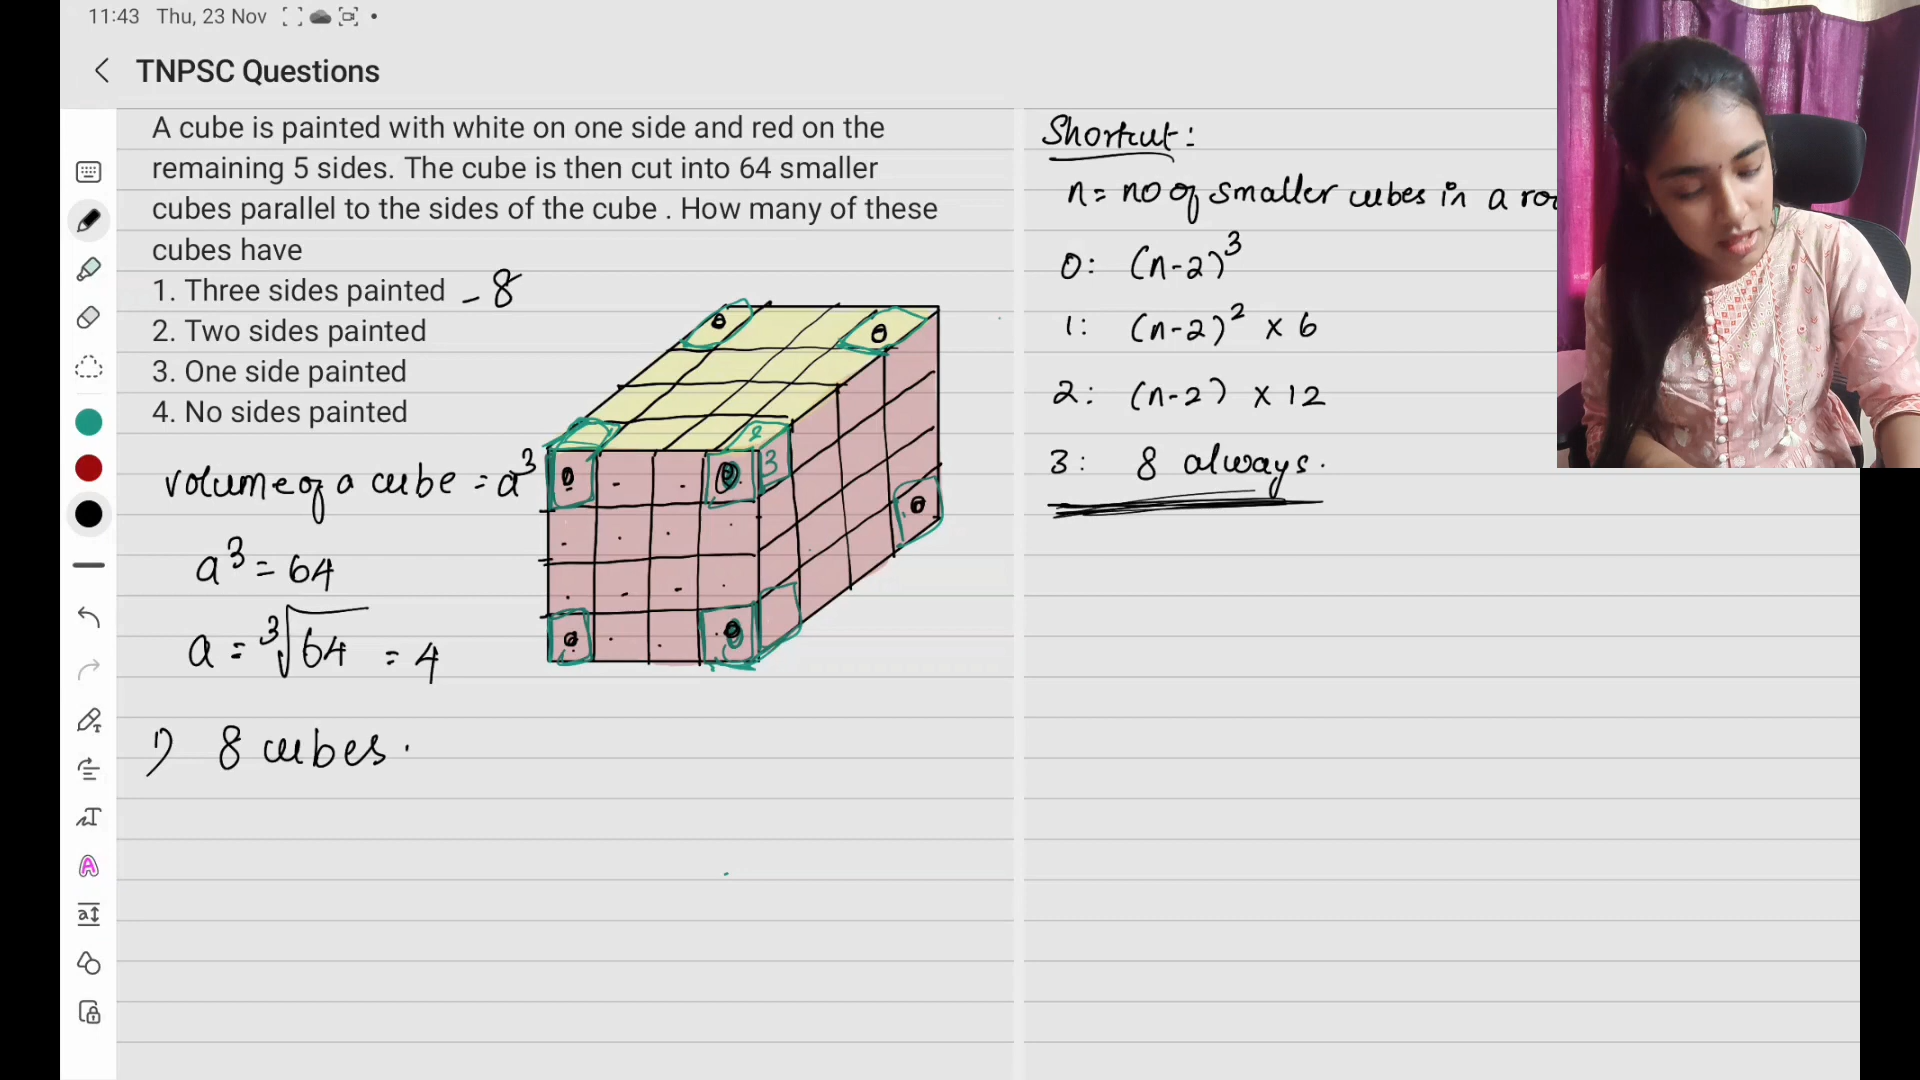 11:43 Thu, 23 Nov
TNPSC Questions
A cube is painted with white on one side and red on the
remaining 5 sides. The cube is then cut into 64 smaller
cubes parallel to the sides of the cube . How many of these
cubes have
1. Three sides painted - 8
2. Two sides painted
3. One side painted
4. No sides painted
volume of a cube = a³
a³ = 64
a = ³√64 = 4
1) 8 cubes.
2
3
Shortcut :
n = no of smaller cubes in a
0: (n-2)³
1: (n-2)² × 6
2: (n-2) × 12
3: 8 always.